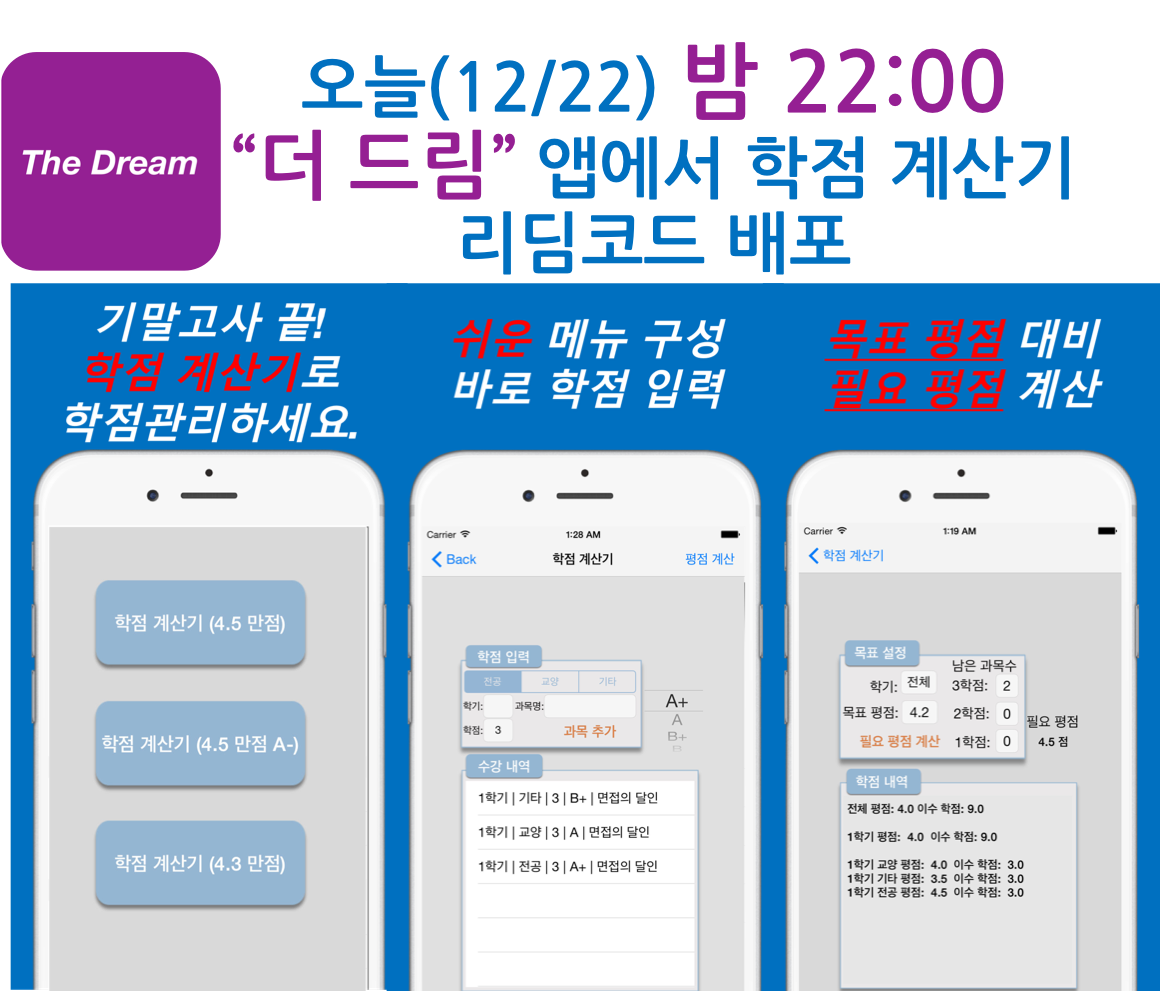 The Dream
오늘(12/22) 밤 22:00
“더 드림” 앱에서 학점 계산기
리딤코드 배포
기말고사 끝!
학점 계산기로
학점관리하세요.
학점 계산기 (4.5 만점)
학점 계산기 (4.5 만점 A-)
학점 계산기 (4.3 만점)
쉬운 메뉴 구성
바로 학점 입력
Carrier 1:28 AM
Back 학점 계산기 평점 계산
학점 입력
전공 교양 기타
학기: 과목명:
학점: 3 과목 추가
A+
A
B+
B
수강 내역
1학기 | 기타 | 3 | B+ | 면접의 달인
1학기 | 교양 | 3 | A | 면접의 달인
1학기 | 전공 | 3 | A+ | 면접의 달인
목표 평점 대비
필요 평점 계산
Carrier 1:19 AM
학점 계산기
목표 설정
남은 과목수
학기: 전체 3학점: 2
목표 평점: 4.2 2학점: 0
필요 평점 계산 1학점: 0
필요 평점
4.5 점
학점 내역
전체 평점: 4.0 이수 학점: 9.0
1학기 평점: 4.0 이수 학점: 9.0
1학기 교양 평점: 4.0 이수 학점: 3.0
1학기 기타 평점: 3.5 이수 학점: 3.0
1학기 전공 평점: 4.5 이수 학점: 3.0